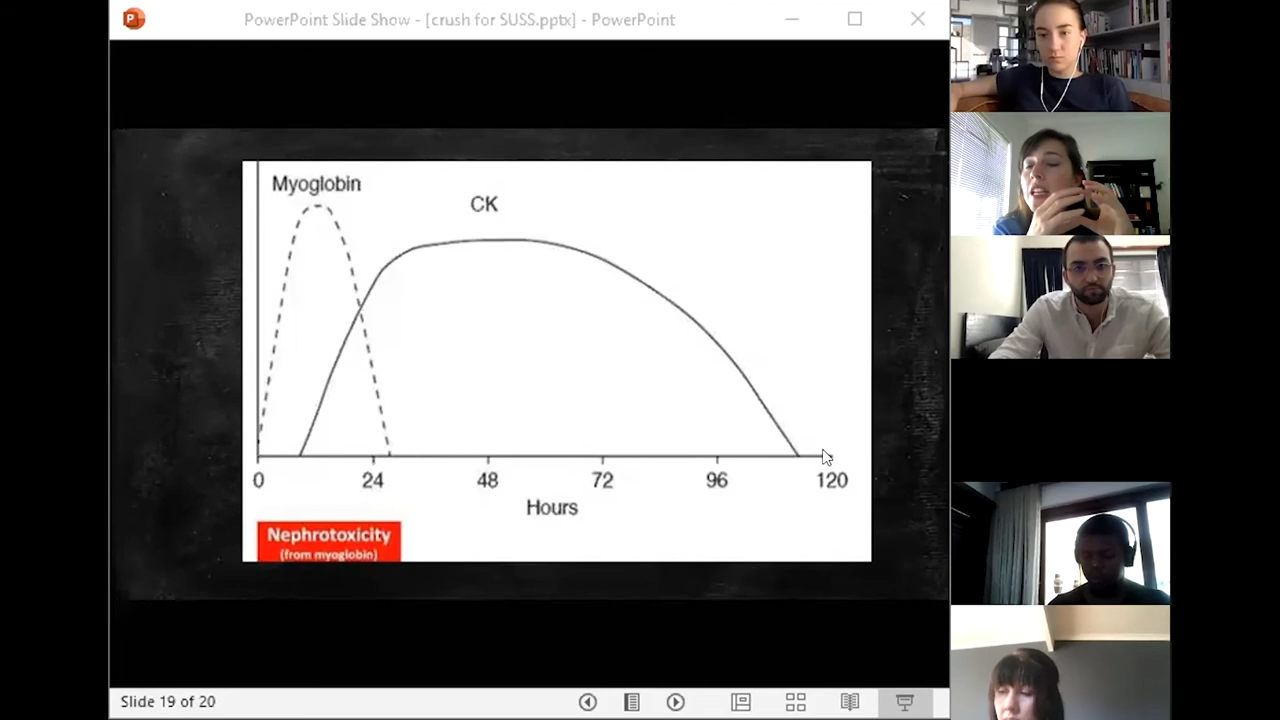 PowerPoint Slide Show - [crush for SUSS.pptx] - PowerPoint
Myoglobin
CK
0 24 48 72 96 120
Hours
Nephrotoxicity
(from myoglobin)
Slide 19 of 20